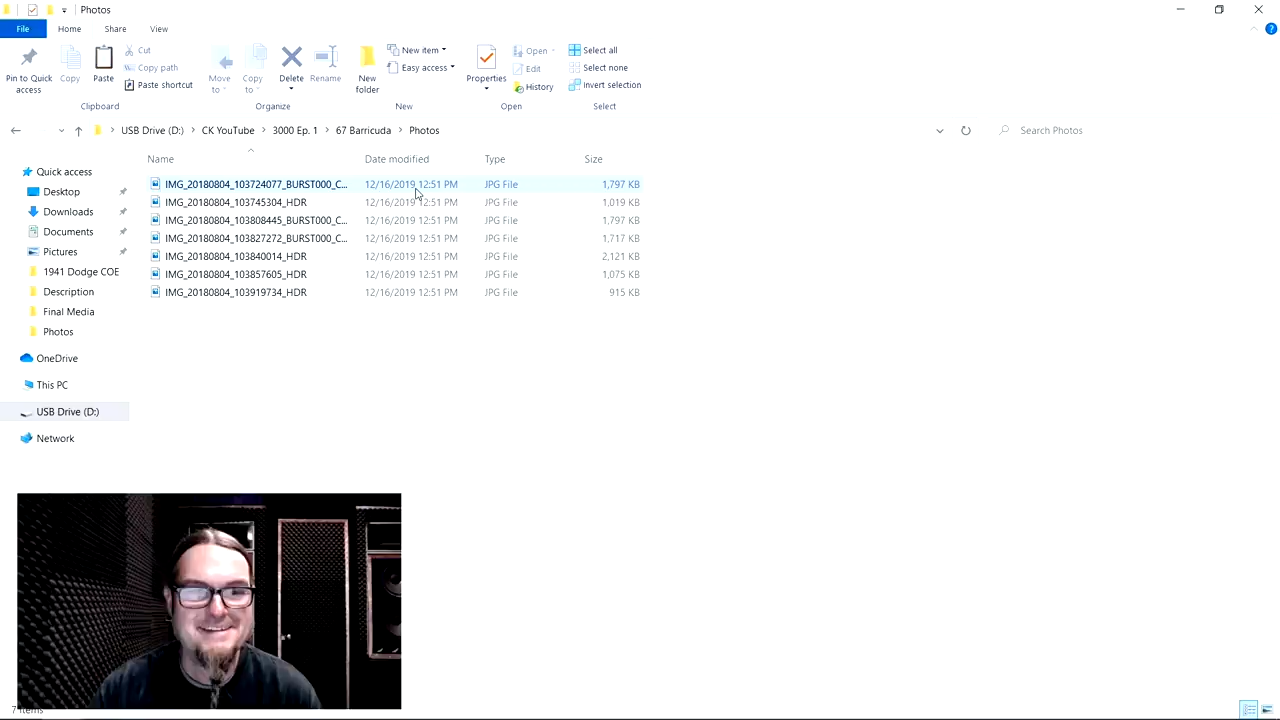 Photos
File Home Share View
Pin to Quick access
Copy
Paste
Cut
Copy path
Paste shortcut
Clipboard
Move to
Copy to
Delete
Rename
Organize
New folder
New item
Easy access
New
Properties
Open
Edit
History
Open
Select all
Select none
Invert selection
Select
USB Drive (D:) > CK YouTube > 3000 Ep. 1 > 67 Barricuda > Photos
Search Photos
Name Date modified Type Size
IMG_20180804_103724077_BURST000_C... 12/16/2019 12:51 PM JPG File 1,797 KB
IMG_20180804_103745304_HDR 12/16/2019 12:51 PM JPG File 1,019 KB
IMG_20180804_103808445_BURST000_C... 12/16/2019 12:51 PM JPG File 1,797 KB
IMG_20180804_103827272_BURST000_C... 12/16/2019 12:51 PM JPG File 1,717 KB
IMG_20180804_103840014_HDR 12/16/2019 12:51 PM JPG File 2,121 KB
IMG_20180804_103857605_HDR 12/16/2019 12:51 PM JPG File 1,075 KB
IMG_20180804_103919734_HDR 12/16/2019 12:51 PM JPG File 915 KB
Quick access
Desktop
Downloads
Documents
Pictures
1941 Dodge COE
Description
Final Media
Photos
OneDrive
This PC
USB Drive (D:)
Network
7 items